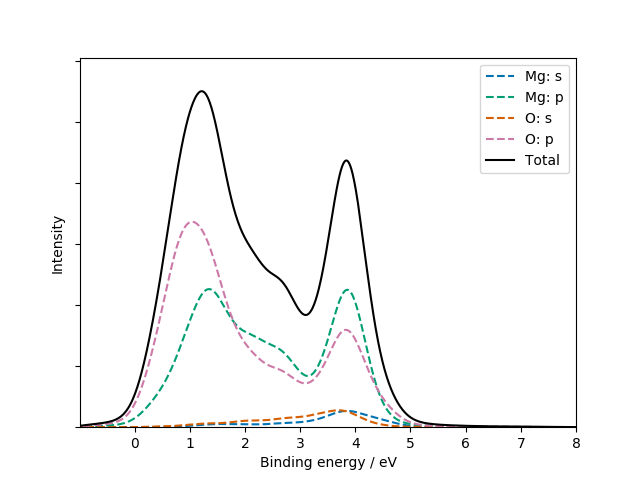 Mg: s
Mg: p
O: s
O: p
Total
Intensity
0 1 2 3 4 5 6 7 8
Binding energy / eV